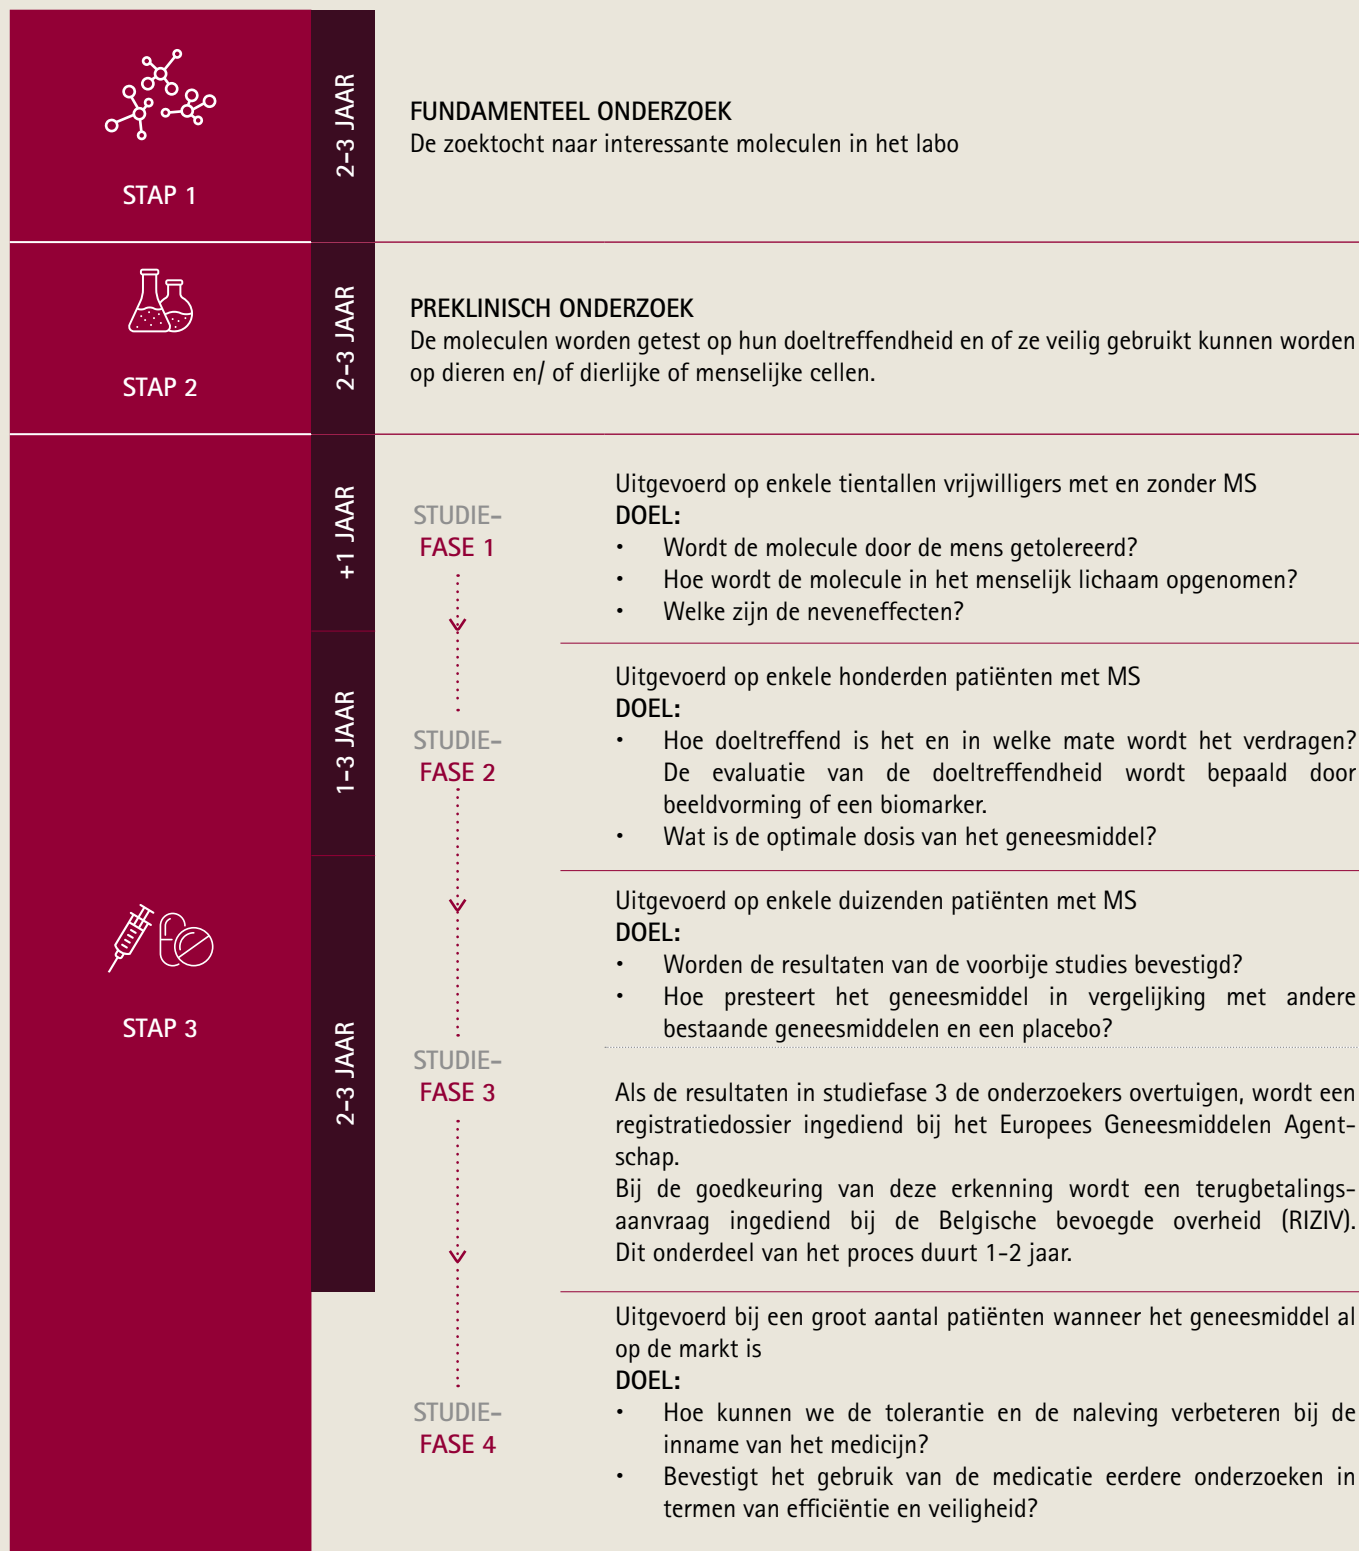 STAP 1
2-3 JAAR
FUNDAMENTEEL ONDERZOEK
De zoektocht naar interessante moleculen in het labo
STAP 2
2-3 JAAR
PREKLINISCH ONDERZOEK
De moleculen worden getest op hun doeltreffendheid en of ze veilig gebruikt kunnen worden
op dieren en/ of dierlijke of menselijke cellen.
STAP 3
+1 JAAR
STUDIE-
FASE 1
Uitgevoerd op enkele tientallen vrijwilligers met en zonder MS
DOEL:
• Wordt de molecule door de mens getolereerd?
• Hoe wordt de molecule in het menselijk lichaam opgenomen?
• Welke zijn de neveneffecten?
1-3 JAAR
STUDIE-
FASE 2
Uitgevoerd op enkele honderden patiënten met MS
DOEL:
• Hoe doeltreffend is het en in welke mate wordt het verdragen?
De evaluatie van de doeltreffendheid wordt bepaald door
beeldvorming of een biomarker.
• Wat is de optimale dosis van het geneesmiddel?
2-3 JAAR
STUDIE-
FASE 3
Uitgevoerd op enkele duizenden patiënten met MS
DOEL:
• Worden de resultaten van de voorbije studies bevestigd?
• Hoe presteert het geneesmiddel in vergelijking met andere
bestaande geneesmiddelen en een placebo?
Als de resultaten in studiefase 3 de onderzoekers overtuigen, wordt een
registratiedossier ingediend bij het Europees Geneesmiddelen Agent-
schap.
Bij de goedkeuring van deze erkenning wordt een terugbetalings-
aanvraag ingediend bij de Belgische bevoegde overheid (RIZIV).
Dit onderdeel van het proces duurt 1-2 jaar.
STUDIE-
FASE 4
Uitgevoerd bij een groot aantal patiënten wanneer het geneesmiddel al
op de markt is
DOEL:
• Hoe kunnen we de tolerantie en de naleving verbeteren bij de
inname van het medicijn?
• Bevestigt het gebruik van de medicatie eerdere onderzoeken in
termen van efficiëntie en veiligheid?